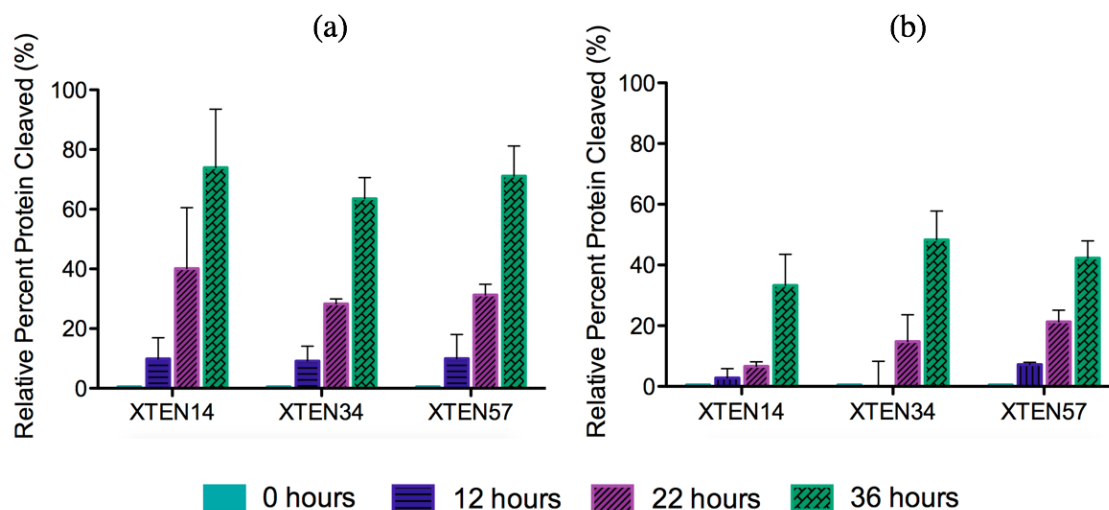 (a)
Relative Percent Protein Cleaved (%)
100
80
60
40
20
0
XTEN14 XTEN34 XTEN57
(b)
Relative Percent Protein Cleaved (%)
100
80
60
40
20
0
XTEN14 XTEN34 XTEN57
0 hours 12 hours 22 hours 36 hours